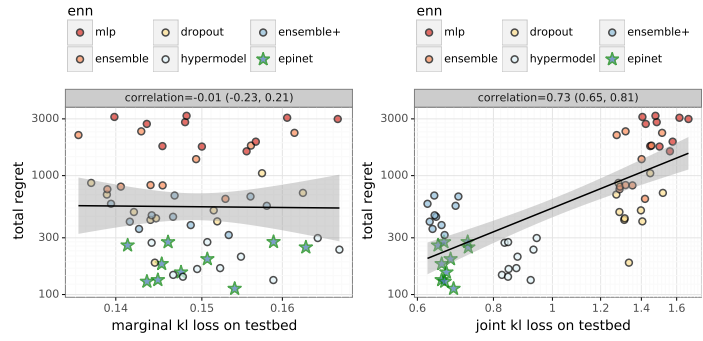 enn
mlp
dropout
ensemble+
ensemble
hypermodel
epinet
correlation=-0.01 (-0.23, 0.21)
total regret
3000
1000
300
100
0.14
0.15
0.16
marginal kl loss on testbed
enn
mlp
dropout
ensemble+
ensemble
hypermodel
epinet
correlation=0.73 (0.65, 0.81)
total regret
3000
1000
300
100
0.6
0.8
1
1.2
1.4
1.6
joint kl loss on testbed